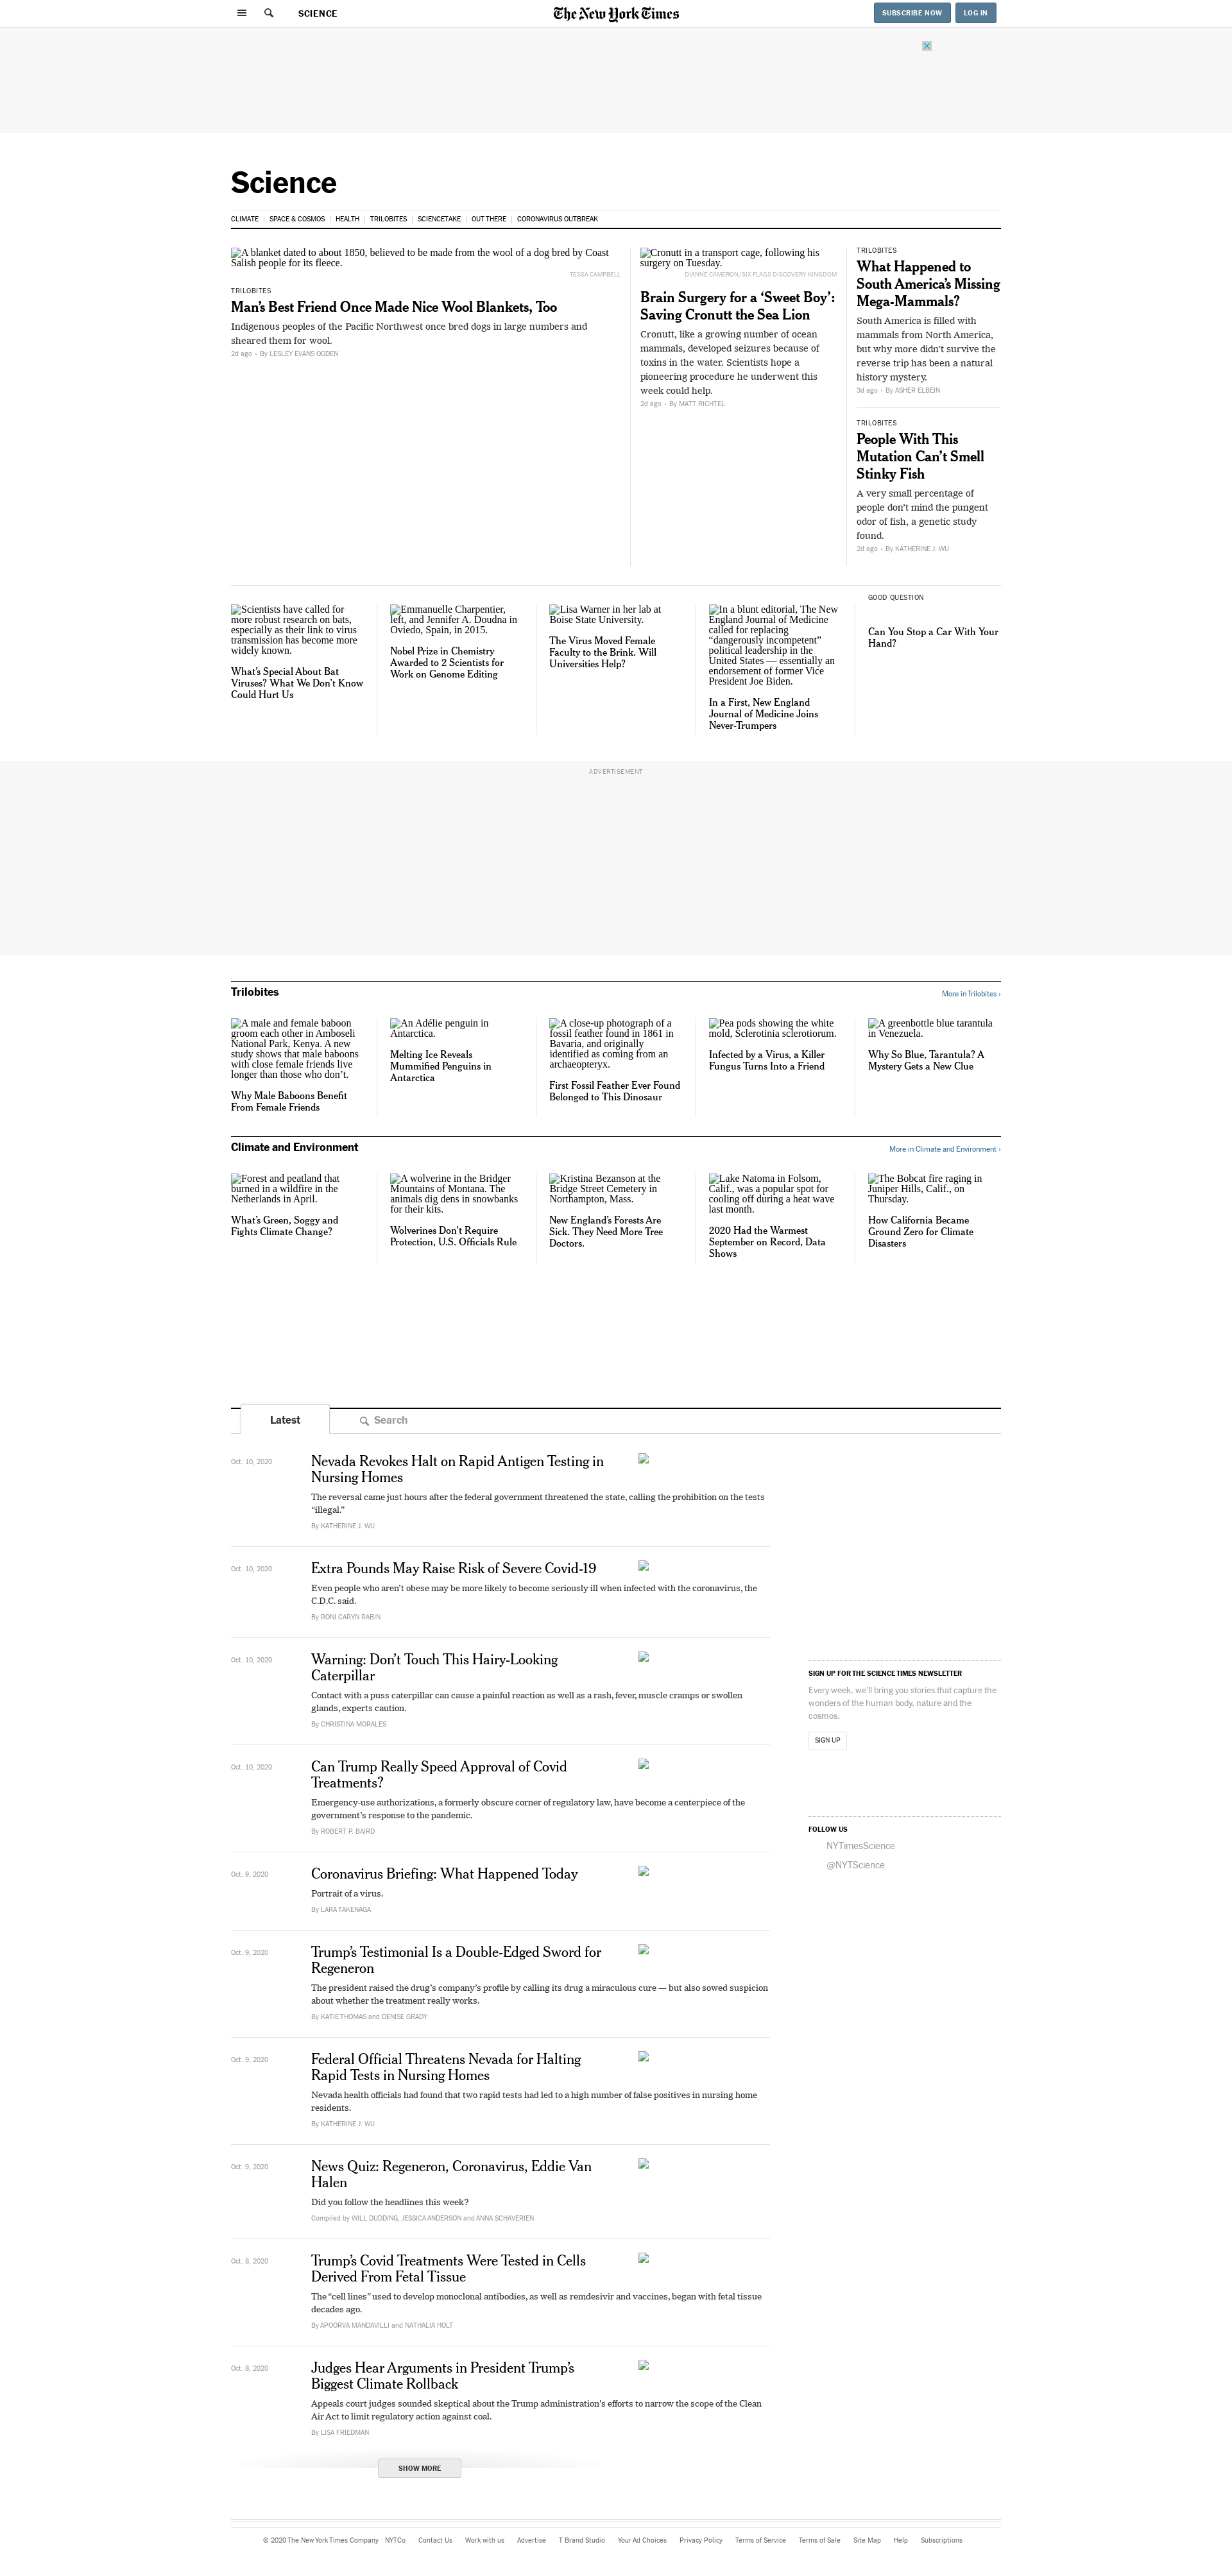 SCIENCE
The New York Times
SUBSCRIBE NOW
LOG IN
Science
CLIMATE
SPACE & COSMOS
HEALTH
TRILOBITES
SCIENCETAKE
OUT THERE
CORONAVIRUS OUTBREAK
A blanket dated to about 1850, believed to be made from the wool of a dog bred by Coast
Salish people for its fleece.
TESSA CAMPBELL
TRILOBITES
Man’s Best Friend Once Made Nice Wool Blankets, Too
Indigenous peoples of the Pacific Northwest once bred dogs in large numbers and
sheared them for wool.
2d ago • By LESLEY EVANS OGDEN
Cronutt in a transport cage, following his
surgery on Tuesday.
DIANNE CAMERON/SIX FLAGS DISCOVERY KINGDOM
Brain Surgery for a ‘Sweet Boy’:
Saving Cronutt the Sea Lion
Cronutt, like a growing number of ocean
mammals, developed seizures because of
toxins in the water. Scientists hope a
pioneering procedure he underwent this
week could help.
2d ago • By MATT RICHTEL
TRILOBITES
What Happened to
South America’s Missing
Mega-Mammals?
South America is filled with
mammals from North America,
but why more didn’t survive the
reverse trip has been a natural
history mystery.
3d ago • By ASHER ELBEIN
TRILOBITES
People With This
Mutation Can’t Smell
Stinky Fish
A very small percentage of
people don’t mind the pungent
odor of fish, a genetic study
found.
2d ago • By KATHERINE J. WU
Scientists have called for
more robust research on bats,
especially as their link to virus
transmission has become more
widely known.
What’s Special About Bat
Viruses? What We Don’t Know
Could Hurt Us
Emmanuelle Charpentier,
left, and Jennifer A. Doudna in
Oviedo, Spain, in 2015.
Nobel Prize in Chemistry
Awarded to 2 Scientists for
Work on Genome Editing
Lisa Warner in her lab at
Boise State University.
The Virus Moved Female
Faculty to the Brink. Will
Universities Help?
In a blunt editorial, The New
England Journal of Medicine
called for replacing
“dangerously incompetent”
political leadership in the
United States — essentially an
endorsement of former Vice
President Joe Biden.
In a First, New England
Journal of Medicine Joins
Never-Trumpers
GOOD QUESTION
Can You Stop a Car With Your
Hand?
ADVERTISEMENT
Trilobites
More in Trilobites ›
A male and female baboon
groom each other in Amboseli
National Park, Kenya. A new
study shows that male baboons
with close female friends live
longer than those who don’t.
Why Male Baboons Benefit
From Female Friends
An Adélie penguin in
Antarctica.
Melting Ice Reveals
Mummified Penguins in
Antarctica
A close-up photograph of a
fossil feather found in 1861 in
Bavaria, and originally
identified as coming from an
archaeopteryx.
First Fossil Feather Ever Found
Belonged to This Dinosaur
Pea pods showing the white
mold, Sclerotinia sclerotiorum.
Infected by a Virus, a Killer
Fungus Turns Into a Friend
A greenbottle blue tarantula
in Venezuela.
Why So Blue, Tarantula? A
Mystery Gets a New Clue
Climate and Environment
More in Climate and Environment ›
Forest and peatland that
burned in a wildfire in the
Netherlands in April.
What’s Green, Soggy and
Fights Climate Change?
A wolverine in the Bridger
Mountains of Montana. The
animals dig dens in snowbanks
for their kits.
Wolverines Don’t Require
Protection, U.S. Officials Rule
Kristina Bezanson at the
Bridge Street Cemetery in
Northampton, Mass.
New England’s Forests Are
Sick. They Need More Tree
Doctors.
Lake Natoma in Folsom,
Calif., was a popular spot for
cooling off during a heat wave
last month.
2020 Had the Warmest
September on Record, Data
Shows
The Bobcat fire raging in
Juniper Hills, Calif., on
Thursday.
How California Became
Ground Zero for Climate
Disasters
Latest
Search
Oct. 10, 2020
Nevada Revokes Halt on Rapid Antigen Testing in
Nursing Homes
The reversal came just hours after the federal government threatened the state, calling the prohibition on the tests
“illegal.”
By KATHERINE J. WU
Oct. 10, 2020
Extra Pounds May Raise Risk of Severe Covid-19
Even people who aren’t obese may be more likely to become seriously ill when infected with the coronavirus, the
C.D.C. said.
By RONI CARYN RABIN
Oct. 10, 2020
Warning: Don’t Touch This Hairy-Looking
Caterpillar
Contact with a puss caterpillar can cause a painful reaction as well as a rash, fever, muscle cramps or swollen
glands, experts caution.
By CHRISTINA MORALES
Oct. 10, 2020
Can Trump Really Speed Approval of Covid
Treatments?
Emergency-use authorizations, a formerly obscure corner of regulatory law, have become a centerpiece of the
government’s response to the pandemic.
By ROBERT P. BAIRD
Oct. 9, 2020
Coronavirus Briefing: What Happened Today
Portrait of a virus.
By LARA TAKENAGA
Oct. 9, 2020
Trump’s Testimonial Is a Double-Edged Sword for
Regeneron
The president raised the drug’s company’s profile by calling its drug a miraculous cure — but also sowed suspicion
about whether the treatment really works.
By KATIE THOMAS and DENISE GRADY
Oct. 9, 2020
Federal Official Threatens Nevada for Halting
Rapid Tests in Nursing Homes
Nevada health officials had found that two rapid tests had led to a high number of false positives in nursing home
residents.
By KATHERINE J. WU
Oct. 9, 2020
News Quiz: Regeneron, Coronavirus, Eddie Van
Halen
Did you follow the headlines this week?
Compiled by WILL DUDDING, JESSICA ANDERSON and ANNA SCHAVERIEN
Oct. 8, 2020
Trump’s Covid Treatments Were Tested in Cells
Derived From Fetal Tissue
The “cell lines” used to develop monoclonal antibodies, as well as remdesivir and vaccines, began with fetal tissue
decades ago.
By APOORVA MANDAVILLI and NATHALIA HOLT
Oct. 8, 2020
Judges Hear Arguments in President Trump’s
Biggest Climate Rollback
Appeals court judges sounded skeptical about the Trump administration’s efforts to narrow the scope of the Clean
Air Act to limit regulatory action against coal.
By LISA FRIEDMAN
SHOW MORE
SIGN UP FOR THE SCIENCE TIMES NEWSLETTER
Every week, we’ll bring you stories that capture the
wonders of the human body, nature and the
cosmos.
SIGN UP
FOLLOW US
NYTimesScience
@NYTScience
© 2020 The New York Times Company
NYTCo
Contact Us
Work with us
Advertise
T Brand Studio
Your Ad Choices
Privacy Policy
Terms of Service
Terms of Sale
Site Map
Help
Subscriptions